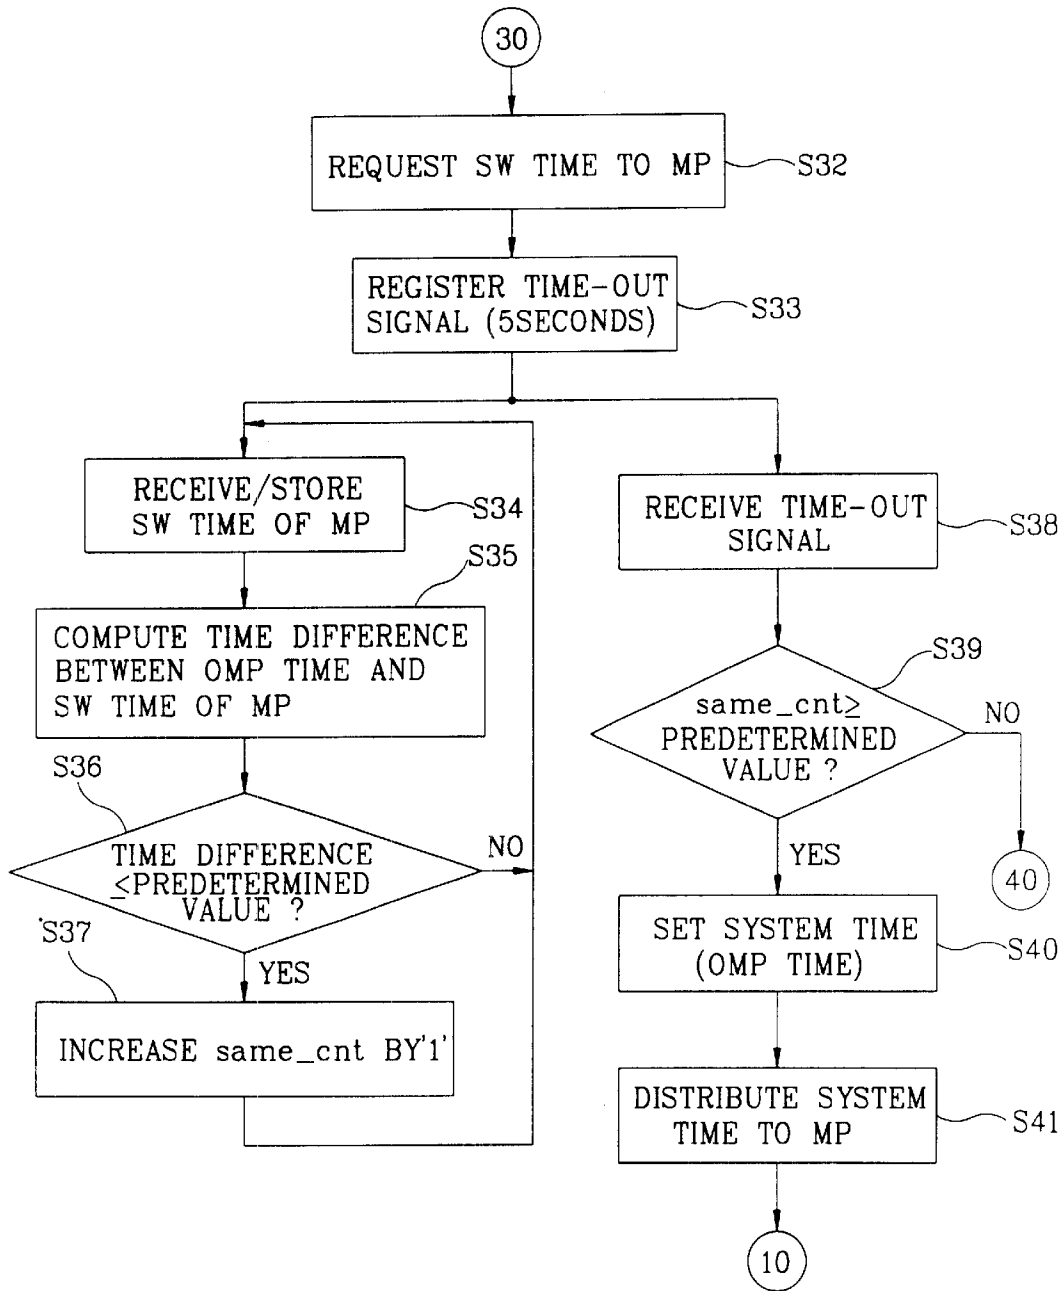 30
REQUEST SW TIME TO MP
S32
REGISTER TIME-OUT
SIGNAL (5SECONDS)
S33
RECEIVE/STORE
SW TIME OF MP
S34
COMPUTE TIME DIFFERENCE
BETWEEN OMP TIME AND
SW TIME OF MP
S35
TIME DIFFERENCE
≤PREDETERMINED
VALUE ?
S36
NO
YES
S37
INCREASE same_cnt BY'1'
RECEIVE TIME-OUT
SIGNAL
S38
same_cnt≥
PREDETERMINED
VALUE ?
S39
NO
40
YES
SET SYSTEM TIME
(OMP TIME)
S40
DISTRIBUTE SYSTEM
TIME TO MP
S41
10